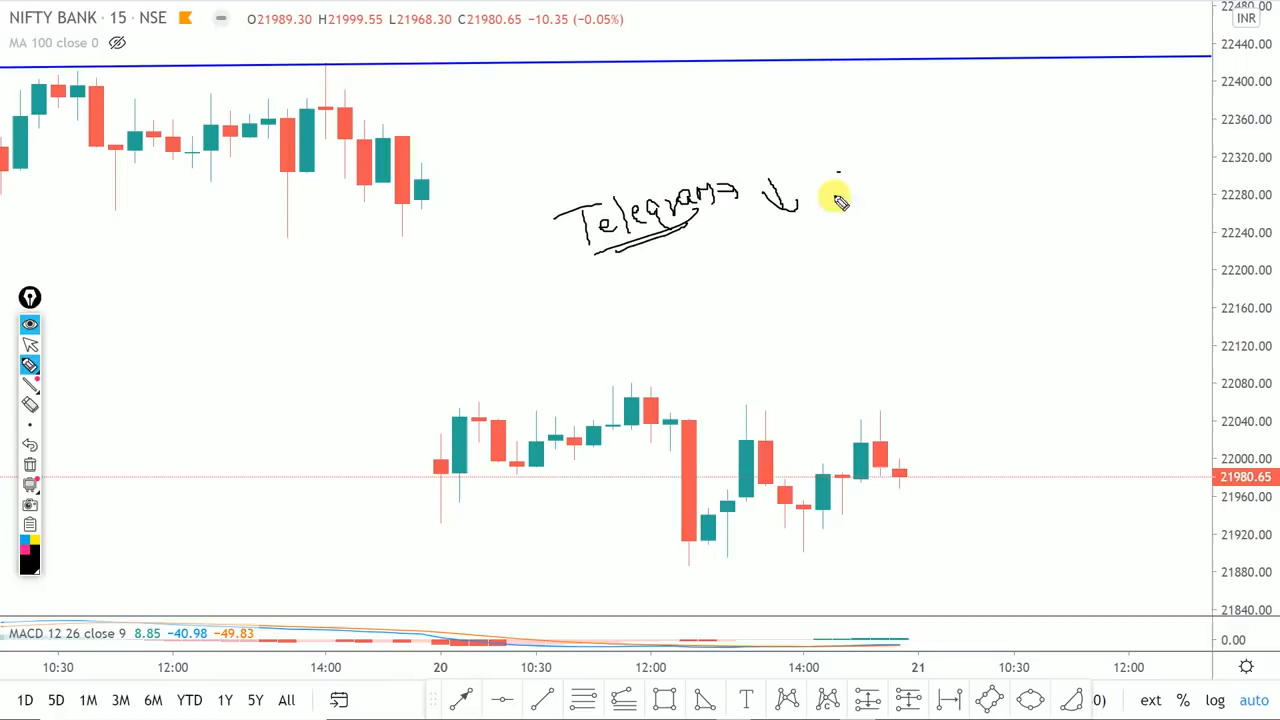 NIFTY BANK · 15 · NSE O21989.30 H21999.55 L21968.30 C21980.65 −10.35 (−0.05%)
MA 100 close 0
INR
22480.00
22440.00
22400.00
22360.00
22320.00
22280.00
22240.00
22200.00
22160.00
22120.00
22080.00
22040.00
22000.00
21980.65
21960.00
21920.00
21880.00
21840.00
Telegram
MACD 12 26 close 9 8.85 −40.98 −49.83
0.00
10:30 12:00 14:00 20 10:30 12:00 14:00 21 10:30 12:00
1D 5D 1M 3M 6M YTD 1Y 5Y All T 0) ext % log auto